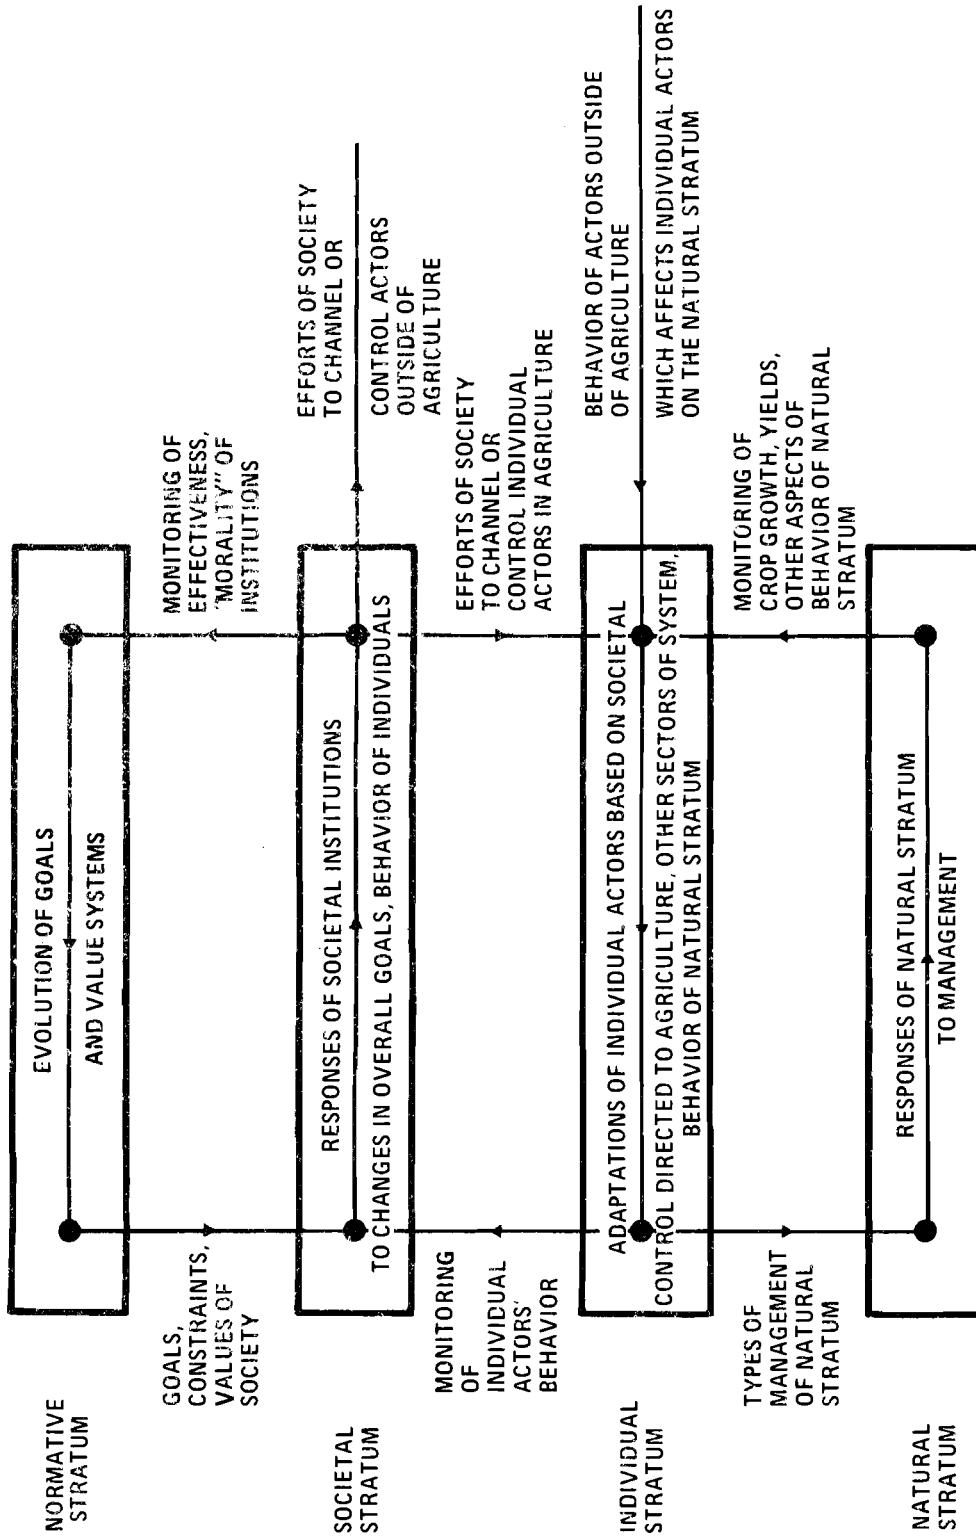 NORMATIVE
STRATUM
EVOLUTION OF GOALS
AND VALUE SYSTEMS
GOALS,
CONSTRAINTS,
VALUES OF
SOCIETY
MONITORING OF
EFFECTIVENESS,
"MORALITY" OF
INSTITUTIONS
SOCIETAL
STRATUM
RESPONSES OF SOCIETAL INSTITUTIONS
TO CHANGES IN OVERALL GOALS, BEHAVIOR OF INDIVIDUALS
EFFORTS OF SOCIETY
TO CHANNEL OR
CONTROL ACTORS
OUTSIDE OF
AGRICULTURE
MONITORING
OF
INDIVIDUAL
ACTORS'
BEHAVIOR
EFFORTS OF SOCIETY
TO CHANNEL OR
CONTROL INDIVIDUAL
ACTORS IN AGRICULTURE
INDIVIDUAL
STRATUM
ADAPTATIONS OF INDIVIDUAL ACTORS BASED ON SOCIETAL
CONTROL DIRECTED TO AGRICULTURE, OTHER SECTORS OF SYSTEM,
BEHAVIOR OF NATURAL STRATUM
BEHAVIOR OF ACTORS OUTSIDE
OF AGRICULTURE
WHICH AFFECTS INDIVIDUAL ACTORS
ON THE NATURAL STRATUM
TYPES OF
MANAGEMENT
OF NATURAL
STRATUM
MONITORING OF
CROP GROWTH, YIELDS,
OTHER ASPECTS OF
BEHAVIOR OF NATURAL
STRATUM
NATURAL
STRATUM
RESPONSES OF NATURAL STRATUM
TO MANAGEMENT